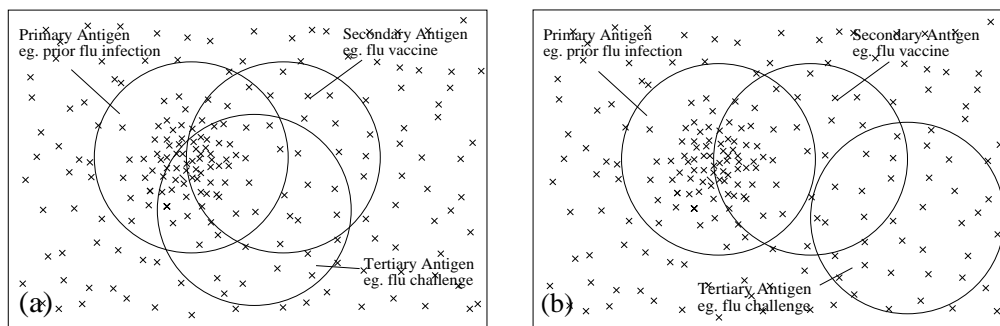 Primary Antigen
eg. prior flu infection
Secondary Antigen
eg. flu vaccine
Tertiary Antigen
eg. flu challenge
(a)
Primary Antigen
eg. prior flu infection
Secondary Antigen
eg. flu vaccine
Tertiary Antigen
eg. flu challenge
(b)